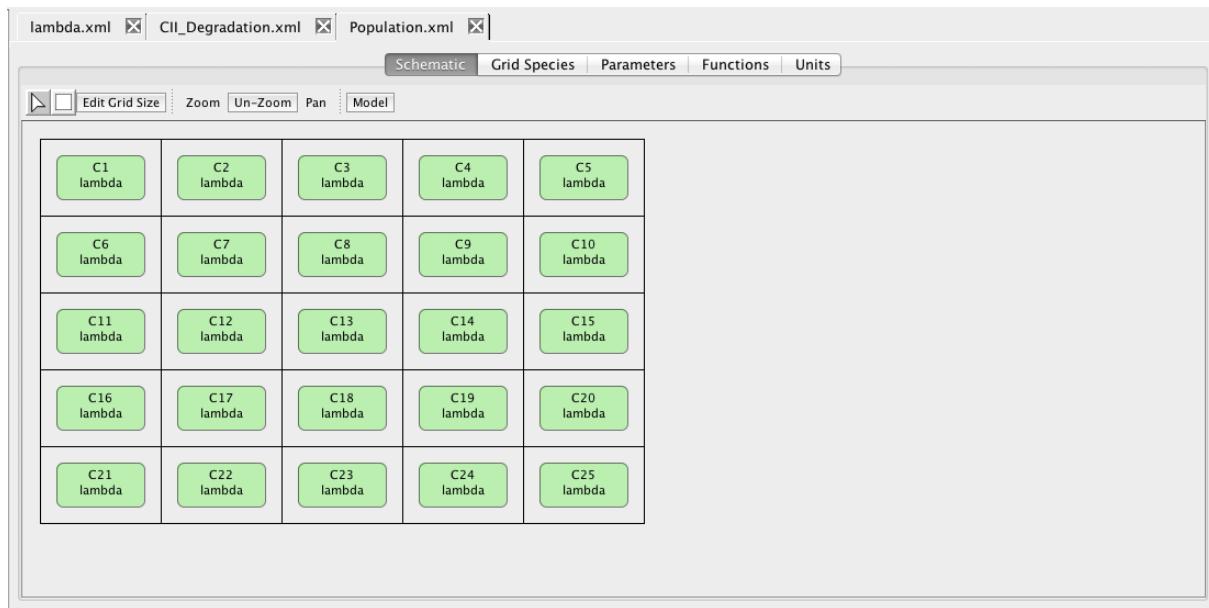 lambda.xml CII_Degradation.xml Population.xml
Schematic Grid Species Parameters Functions Units
Edit Grid Size Zoom Un-Zoom Pan Model
C1 C2 C3 C4 C5
lambda lambda lambda lambda lambda
C6 C7 C8 C9 C10
lambda lambda lambda lambda lambda
C11 C12 C13 C14 C15
lambda lambda lambda lambda lambda
C16 C17 C18 C19 C20
lambda lambda lambda lambda lambda
C21 C22 C23 C24 C25
lambda lambda lambda lambda lambda